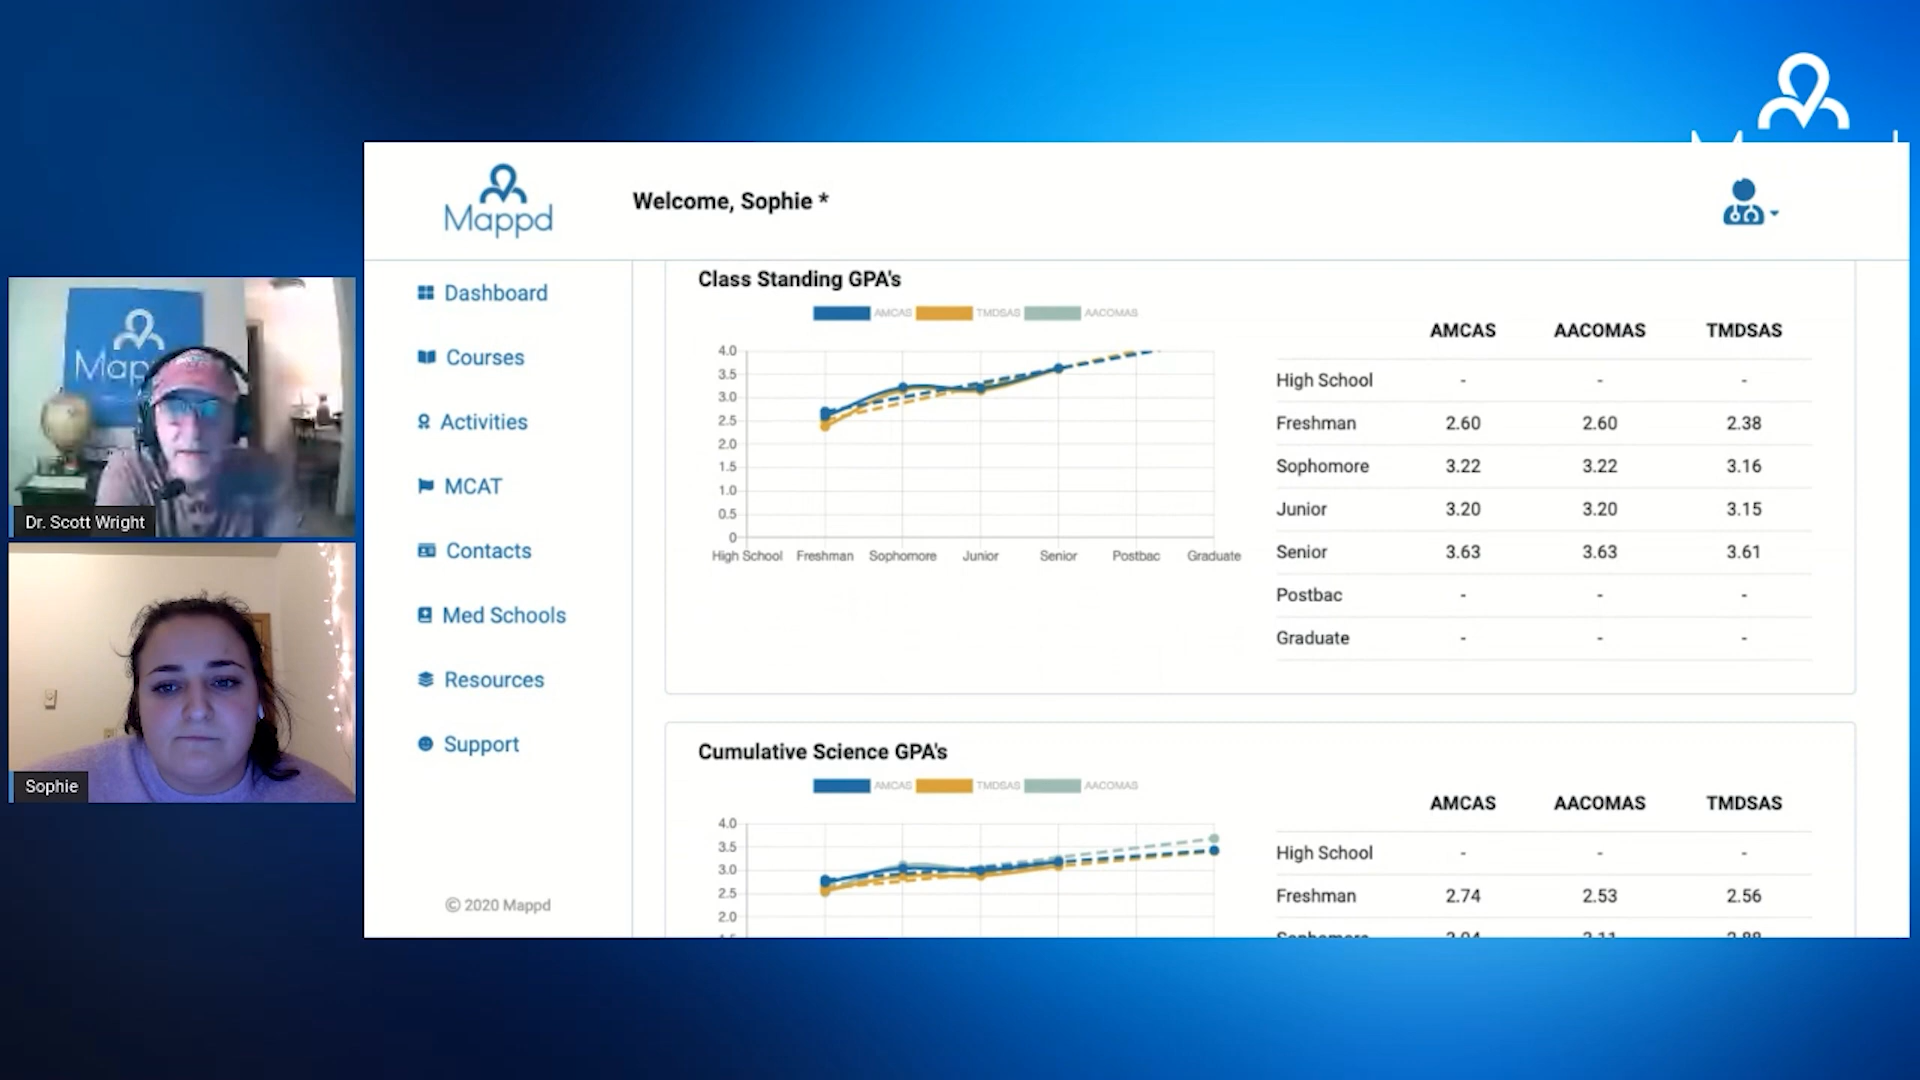 Mappd
Welcome, Sophie *
Dashboard
Courses
Activities
MCAT
Contacts
Med Schools
Resources
Support
© 2020 Mappd
Dr. Scott Wright
Sophie
Class Standing GPA's
AMCAS TMDSAS AACOMAS
4.0
3.5
3.0
2.5
2.0
1.5
1.0
0.5
0
High School Freshman Sophomore Junior Senior Postbac Graduate
AMCAS AACOMAS TMDSAS
High School - - -
Freshman 2.60 2.60 2.38
Sophomore 3.22 3.22 3.16
Junior 3.20 3.20 3.15
Senior 3.63 3.63 3.61
Postbac - - -
Graduate - - -
Cumulative Science GPA's
AMCAS TMDSAS AACOMAS
4.0
3.5
3.0
2.5
2.0
AMCAS AACOMAS TMDSAS
High School - - -
Freshman 2.74 2.53 2.56